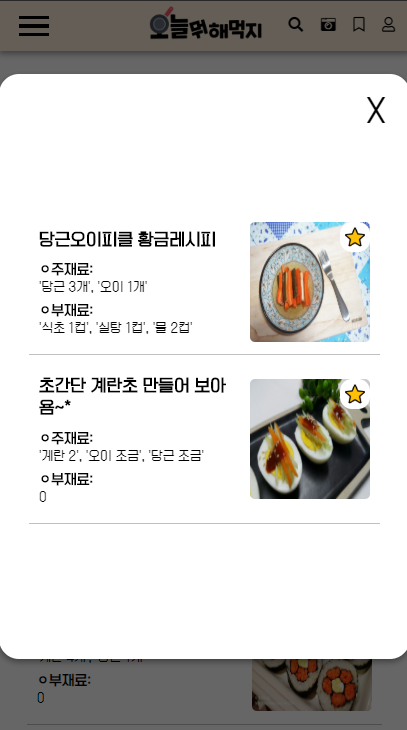 오늘뭐해먹지
X
당근오이피클 황금레시피
ㅇ주재료:
'당근 3개', '오이 1개'
ㅇ부재료:
'식초 1컵', '설탕 1컵', '물 2컵'
초간단 계란초 만들어 보아
욤~*
ㅇ주재료:
'계란 2', '오이 조금', '당근 조금'
ㅇ부재료:
0
ㅇ부재료:
0